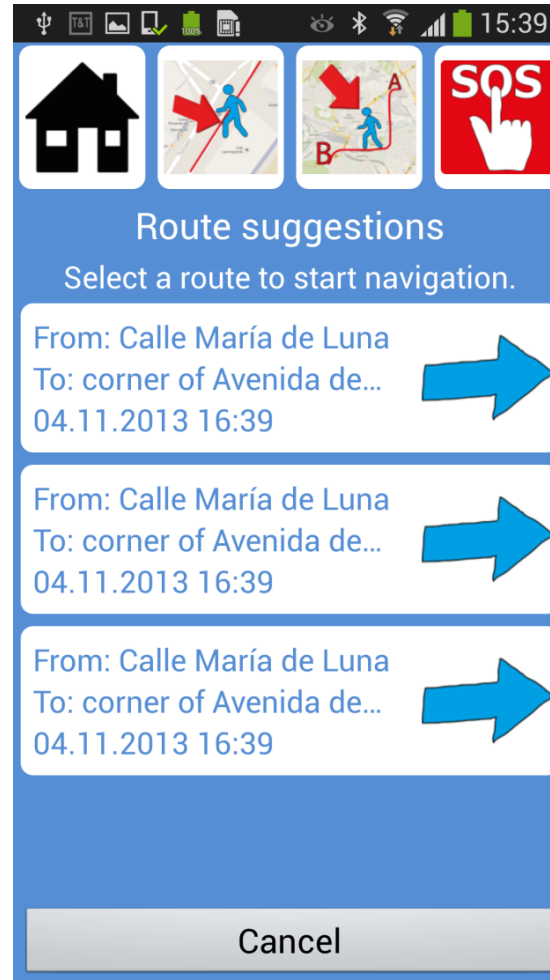 T&T
100%
15:39
A
B
SOS
Route suggestions
Select a route to start navigation.
From: Calle María de Luna
To: corner of Avenida de...
04.11.2013 16:39
From: Calle María de Luna
To: corner of Avenida de...
04.11.2013 16:39
From: Calle María de Luna
To: corner of Avenida de...
04.11.2013 16:39
Cancel